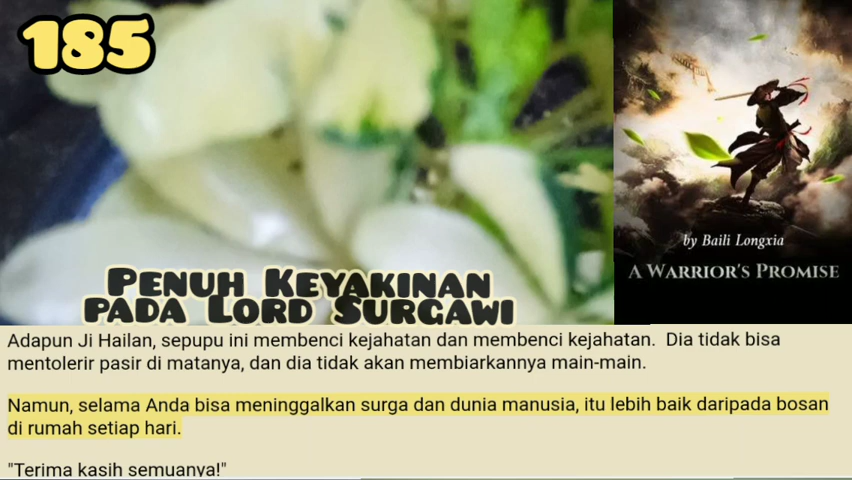 185
PENUH KEYAKINAN
PADA LORD SURGAWI
by Baili Longxia
A WARRIOR'S PROMISE
Adapun Ji Hailan, sepupu ini membenci kejahatan dan membenci kejahatan.  Dia tidak bisa
mentolerir pasir di matanya, dan dia tidak akan membiarkannya main-main.
Namun, selama Anda bisa meninggalkan surga dan dunia manusia, itu lebih baik daripada bosan
di rumah setiap hari.
"Terima kasih semuanya!"